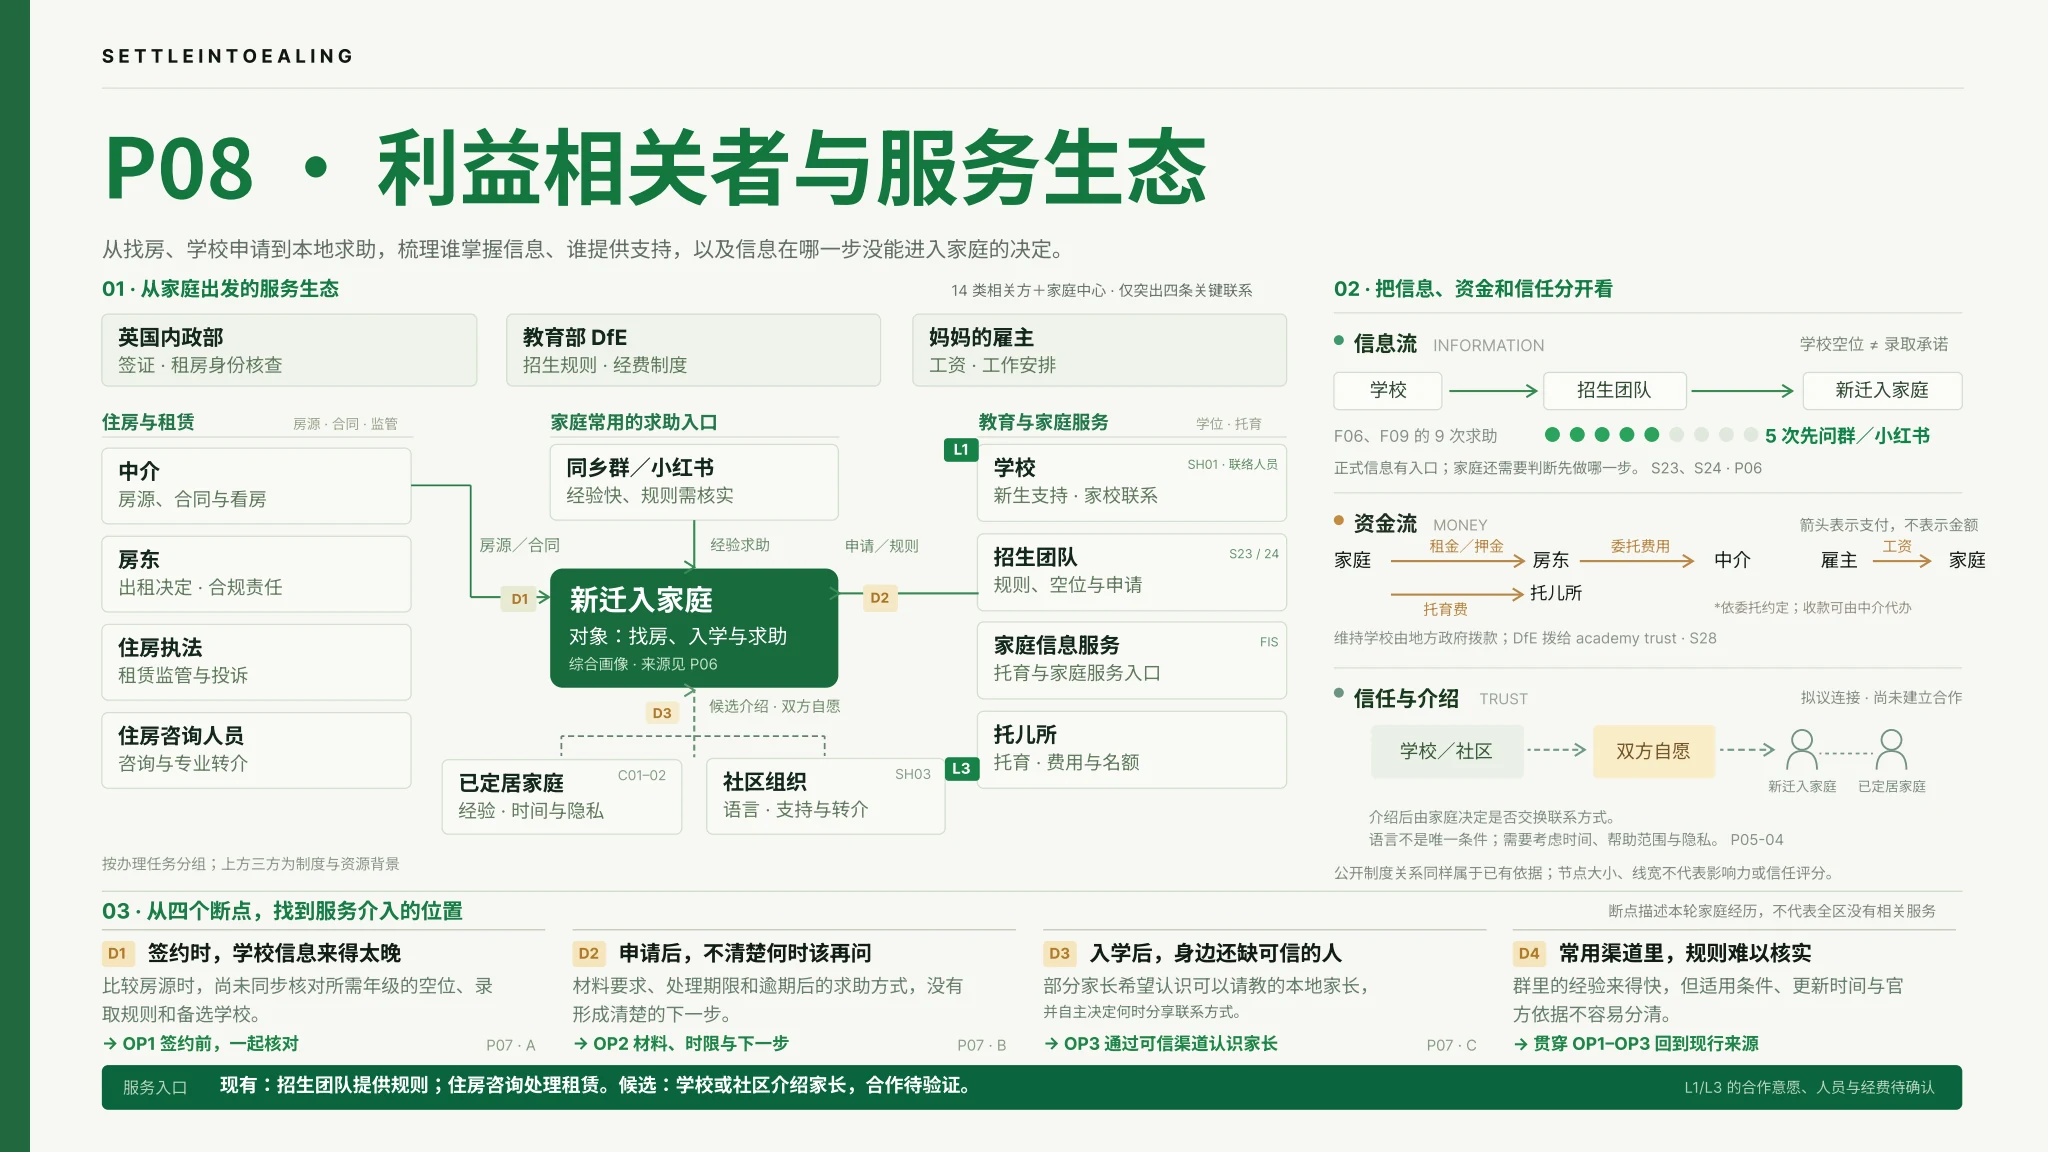 SETTLEINTOEALING
P08 · 利益相关者与服务生态
从找房、学校申请到本地求助，梳理谁掌握信息、谁提供支持，以及信息在哪一步没能进入家庭的决定。
01 · 从家庭出发的服务生态
14 类相关方＋家庭中心 · 仅突出四条关键联系
英国内政部
签证 · 租房身份核查
教育部 DfE
招生规则 · 经费制度
妈妈的雇主
工资 · 工作安排
住房与租赁
房源 · 合同 · 监管
中介
房源、合同与看房
房东
出租决定 · 合规责任
住房执法
租赁监管与投诉
住房咨询人员
咨询与专业转介
家庭常用的求助入口
同乡群／小红书
经验快、规则需核实
房源／合同
经验求助
申请／规则
D1
新迁入家庭
对象：找房、入学与求助
综合画像 · 来源见 P06
D2
D3
候选介绍 · 双方自愿
已定居家庭
C01–02
经验 · 时间与隐私
社区组织
SH03
语言 · 支持与转介
教育与家庭服务
学位 · 托育
L1
学校
SH01 · 联络人员
新生支持 · 家校联系
招生团队
S23 / 24
规则、空位与申请
家庭信息服务
FIS
托育与家庭服务入口
L3
托儿所
托育 · 费用与名额
按办理任务分组；上方三方为制度与资源背景
02 · 把信息、资金和信任分开看
信息流 INFORMATION
学校空位 ≠ 录取承诺
学校
招生团队
新迁入家庭
F06、F09 的 9 次求助
5 次先问群／小红书
正式信息有入口；家庭还需要判断先做哪一步。 S23、S24 · P06
资金流 MONEY
箭头表示支付，不表示金额
家庭
租金／押金
房东
委托费用
中介
雇主
工资
家庭
托育费
托儿所
*依委托约定；收款可由中介代办
维持学校由地方政府拨款；DfE 拨给 academy trust · S28
信任与介绍 TRUST
拟议连接 · 尚未建立合作
学校／社区
双方自愿
新迁入家庭
已定居家庭
介绍后由家庭决定是否交换联系方式。
语言不是唯一条件；需要考虑时间、帮助范围与隐私。 P05-04
公开制度关系同样属于已有依据；节点大小、线宽不代表影响力或信任评分。
03 · 从四个断点，找到服务介入的位置
断点描述本轮家庭经历，不代表全区没有相关服务
D1 签约时，学校信息来得太晚
比较房源时，尚未同步核对所需年级的空位、录
取规则和备选学校。
→ OP1 签约前，一起核对
P07 · A
D2 申请后，不清楚何时该再问
材料要求、处理期限和逾期后的求助方式，没有
形成清楚的下一步。
→ OP2 材料、时限与下一步
P07 · B
D3 入学后，身边还缺可信的人
部分家长希望认识可以请教的本地家长，
并自主决定何时分享联系方式。
→ OP3 通过可信渠道认识家长
P07 · C
D4 常用渠道里，规则难以核实
群里的经验来得快，但适用条件、更新时间与官
方依据不容易分清。
→ 贯穿 OP1–OP3 回到现行来源
服务入口
现有：招生团队提供规则；住房咨询处理租赁。候选：学校或社区介绍家长，合作待验证。
L1/L3 的合作意愿、人员与经费待确认